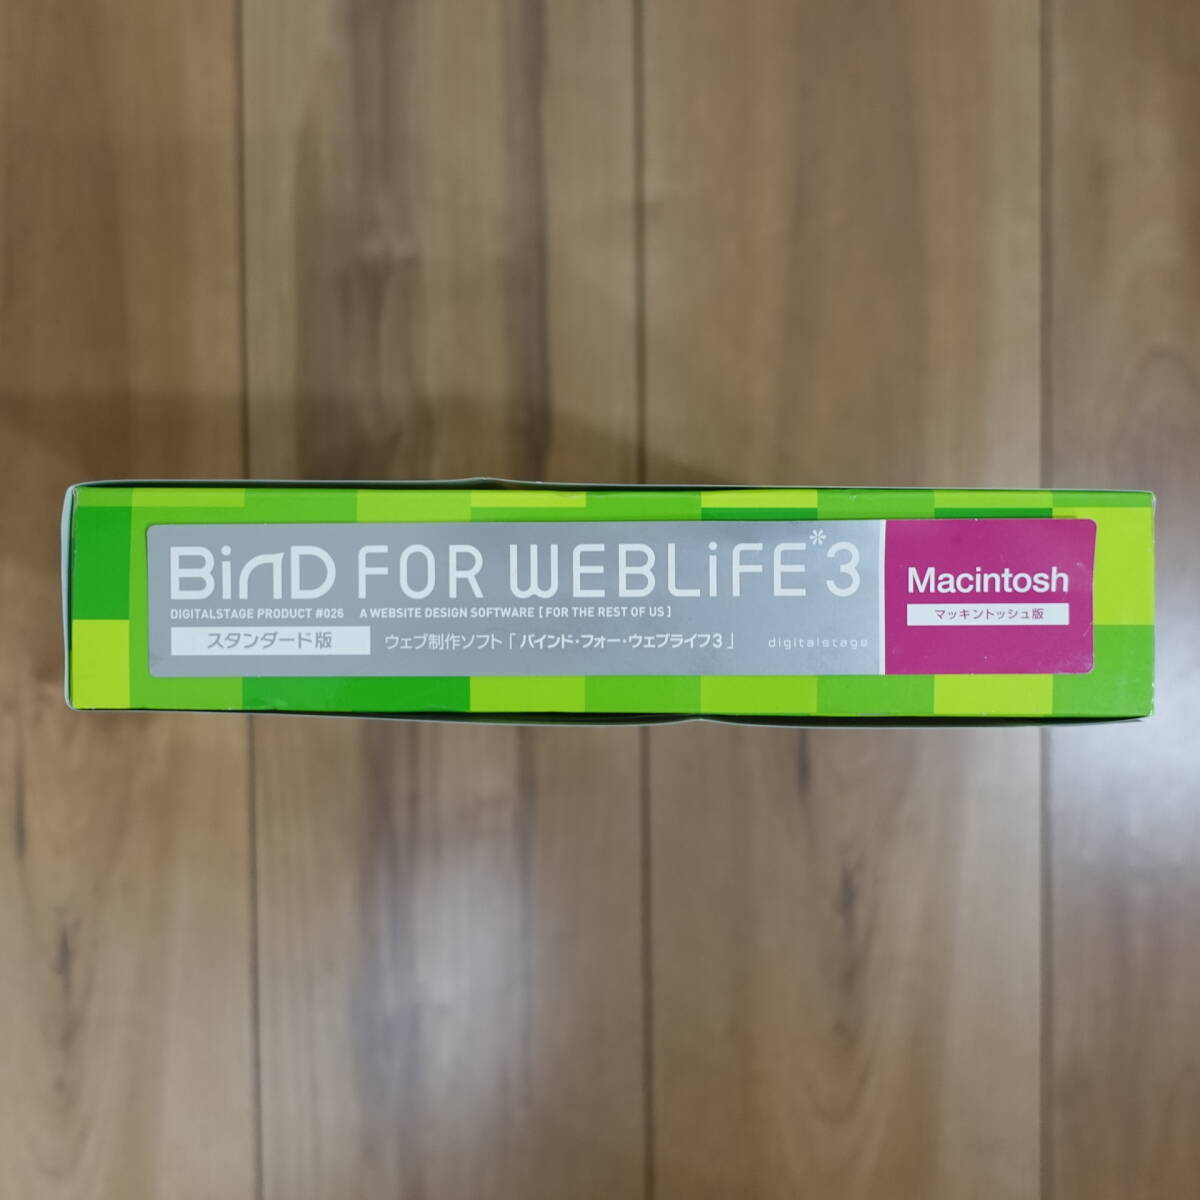 BiND FOR WEBLiFE*3
DIGITALSTAGE PRODUCT #026 A WEBSITE DESIGN SOFTWARE [ FOR THE REST OF US ]
スタンダード版 ウェブ制作ソフト「バインド・フォー・ウェブライフ3」 digitalstage
Macintosh
マッキントッシュ版